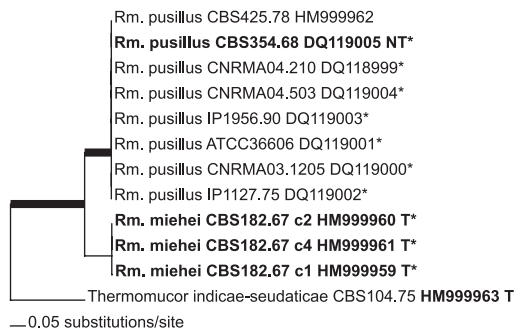 Rm. pusillus CBS425.78 HM999962
Rm. pusillus CBS354.68 DQ119005 NT*
Rm. pusillus CNRMA04.210 DQ118999*
Rm. pusillus CNRMA04.503 DQ119004*
Rm. pusillus IP1956.90 DQ119003*
Rm. pusillus ATCC36606 DQ119001*
Rm. pusillus CNRMA03.1205 DQ119000*
Rm. pusillus IP1127.75 DQ119002*
Rm. miehei CBS182.67 c2 HM999960 T*
Rm. miehei CBS182.67 c4 HM999961 T*
Rm. miehei CBS182.67 c1 HM999959 T*
Thermomucor indicae-seudaticae CBS104.75 HM999963 T
0.05 substitutions/site